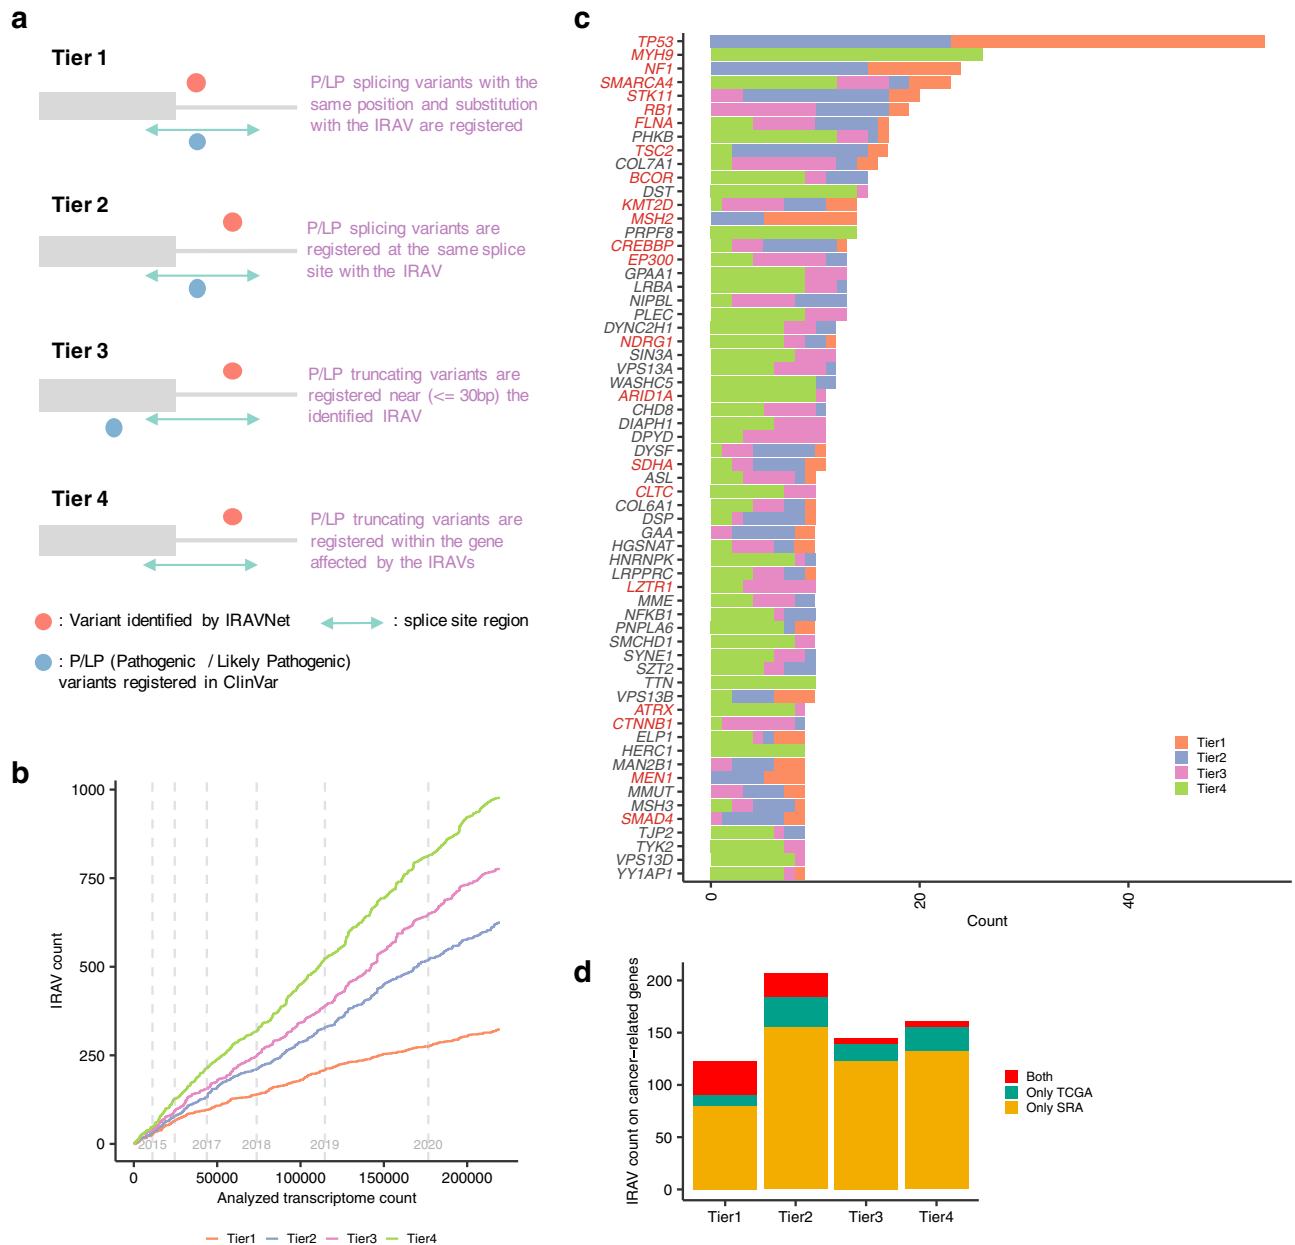 a
Tier 1
P/LP splicing variants with the
same position and substitution
with the IRAV are registered
Tier 2
P/LP splicing variants are
registered at the same splice
site with the IRAV
Tier 3
P/LP truncating variants are
registered near (<= 30bp) the
identified IRAV
Tier 4
P/LP truncating variants are
registered within the gene
affected by the IRAVs
: Variant identified by IRAVNet
: splice site region
: P/LP (Pathogenic / Likely Pathogenic)
variants registered in ClinVar
b
IRAV count
1000
750
500
250
0
2015
2017
2018
2019
2020
0
50000
100000
150000
200000
Analyzed transcriptome count
Tier1
Tier2
Tier3
Tier4
c
TP53
MYH9
NF1
SMARCA4
STK11
RB1
FLNA
PHKB
TSC2
COL7A1
BCOR
DST
KMT2D
MSH2
PRPF8
CREBBP
EP300
GPAA1
LRBA
NIPBL
PLEC
DYNC2H1
NDRG1
SIN3A
VPS13A
WASHC5
ARID1A
CHD8
DIAPH1
DPYD
DYSF
SDHA
ASL
CLTC
COL6A1
DSP
GAA
HGSNAT
HNRNPK
LRPPRC
LZTR1
MME
NFKB1
PNPLA6
SMCHD1
SYNE1
SZT2
TTN
VPS13B
ATRX
CTNNB1
ELP1
HERC1
MAN2B1
MEN1
MMUT
MSH3
SMAD4
TJP2
TYK2
VPS13D
YY1AP1
0
20
40
Count
Tier1
Tier2
Tier3
Tier4
d
IRAV count on cancer-related genes
200
150
100
50
0
Tier1
Tier2
Tier3
Tier4
Both
Only TCGA
Only SRA